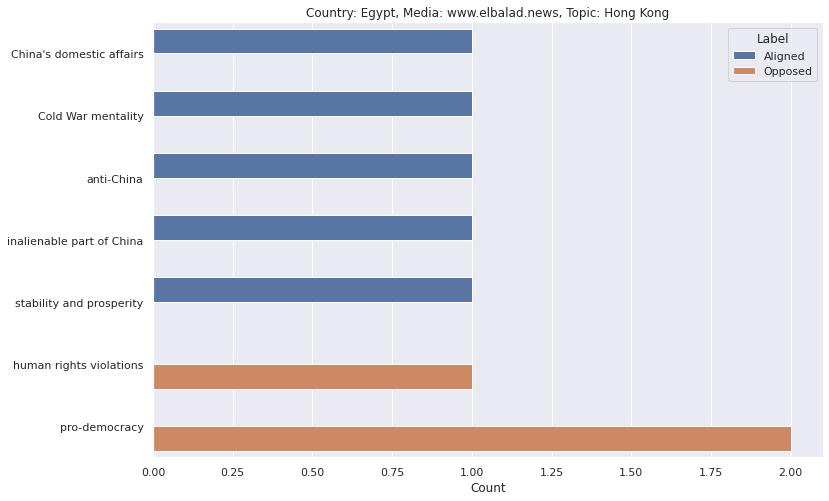 Country: Egypt, Media: www.elbalad.news, Topic: Hong Kong
Label
Aligned
Opposed
China's domestic affairs
Cold War mentality
anti-China
inalienable part of China
stability and prosperity
human rights violations
pro-democracy
0.00 0.25 0.50 0.75 1.00 1.25 1.50 1.75 2.00
Count